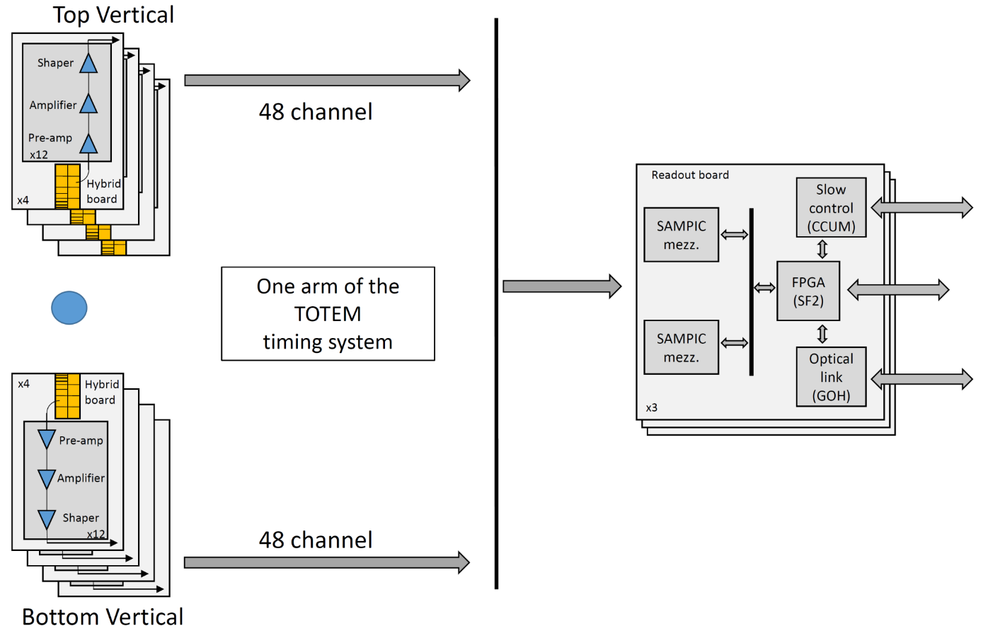 Top Vertical
Shaper
Amplifier
Pre-amp
x12
Hybrid
board
x4
48 channel
One arm of the
TOTEM
timing system
x4
Hybrid
board
Pre-amp
Amplifier
Shaper
x12
48 channel
Bottom Vertical
Readout board
SAMPIC
mezz.
SAMPIC
mezz.
Slow
control
(CCUM)
FPGA
(SF2)
Optical
link
(GOH)
x3